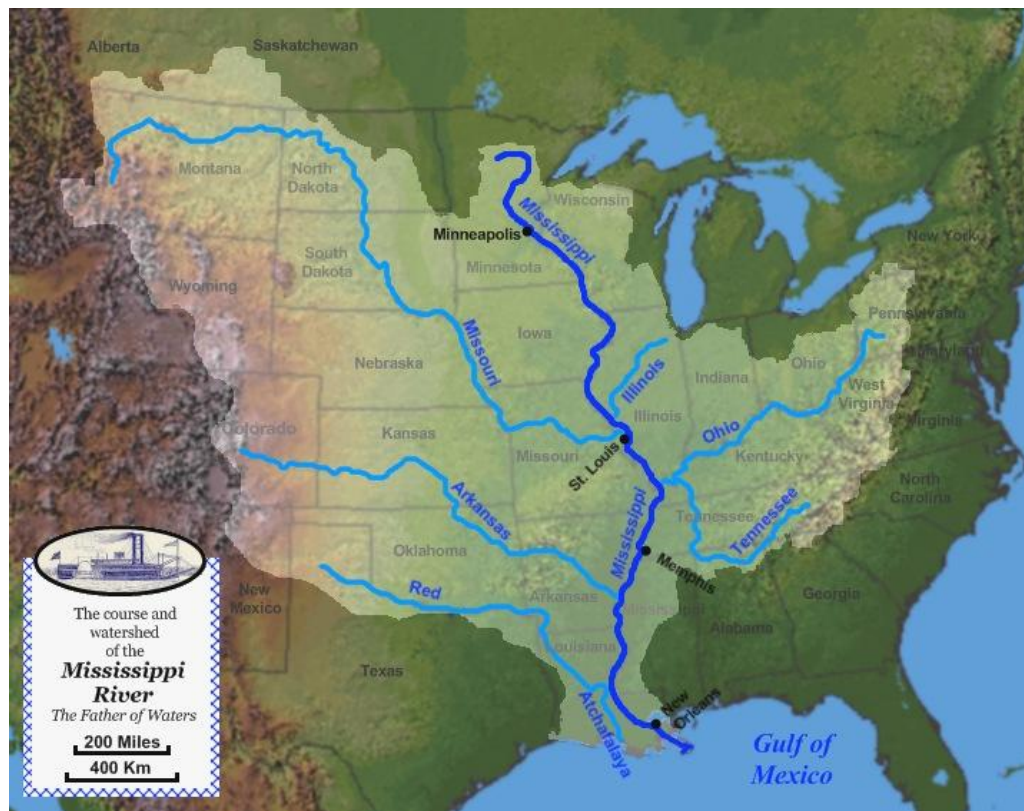 Alberta
Saskatchewan
Montana
North
Dakota
Mississippi
Wisconsin
Minneapolis
New York
South
Dakota
Minnesota
Wyoming
Pennsylvania
Maryland
Missouri
Iowa
Nebraska
Illinois
Indiana
Ohio
West
Virginia
Virginia
Illinois
Colorado
Kansas
Ohio
Missouri
St. Louis
Kentucky
North
Carolina
Arkansas
Mississippi
Tennessee
Tennessee
Oklahoma
Memphis
Red
Arkansas
Mississippi
Georgia
New
Mexico
Alabama
Louisiana
Texas
Atchafalaya
New
Orleans
Gulf of
Mexico
The course and
watershed
of the
Mississippi
River
The Father of Waters
200 Miles
400 Km